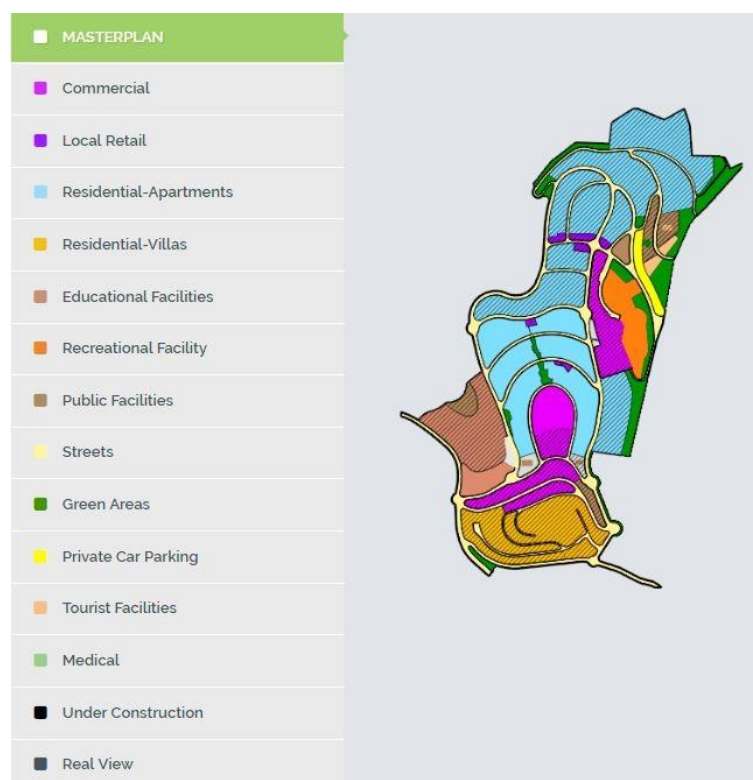 MASTERPLAN
Commercial
Local Retail
Residential-Apartments
Residential-Villas
Educational Facilities
Recreational Facility
Public Facilities
Streets
Green Areas
Private Car Parking
Tourist Facilities
Medical
Under Construction
Real View